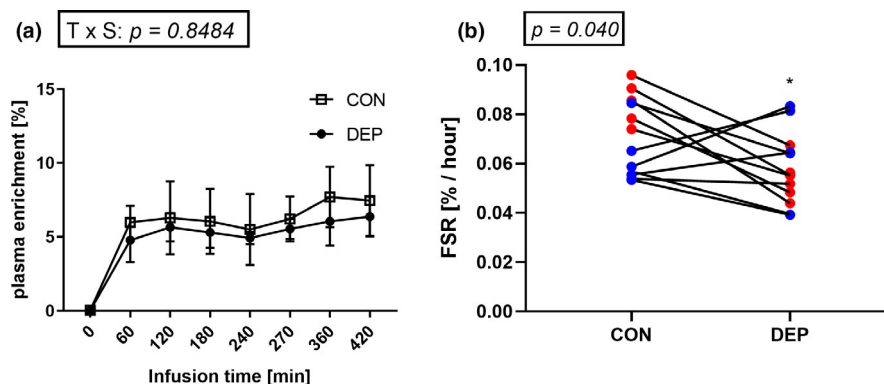 (a)
T x S: p = 0.8484
plasma enrichment [%]
15
10
5
0
CON
DEP
0
60
120
180
240
270
360
420
Infusion time [min]
(b)
p = 0.040
FSR [% / hour]
0.10
0.08
0.06
0.04
0.02
0.00
*
CON
DEP